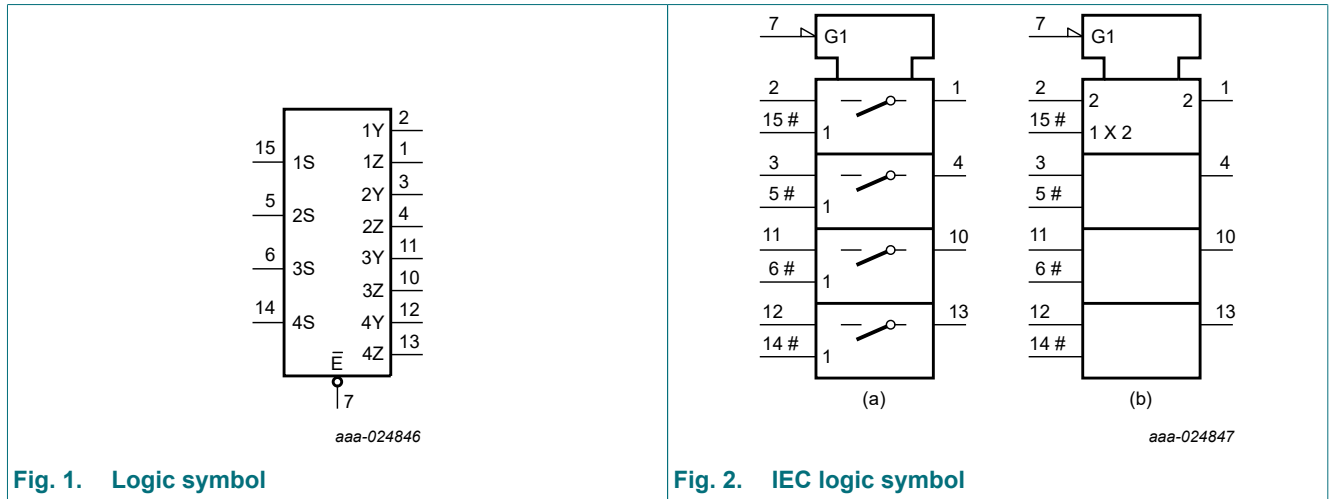 2
1Y
15
1
1S
1Z
3
2Y
5
4
2S
2Z
11
6
3Y
3S
10
3Z
14
12
4S
4Y
13
4Z
E̅
7
aaa-024846
Fig. 1. Logic symbol
7
G1
2
1
15 #
1
3
4
5 #
1
11
10
6 #
1
12
13
14 #
1
(a)
7
G1
2
2 2
1
15 #
1 X 2
3
4
5 #
11
10
6 #
12
13
14 #
(b)
aaa-024847
Fig. 2. IEC logic symbol